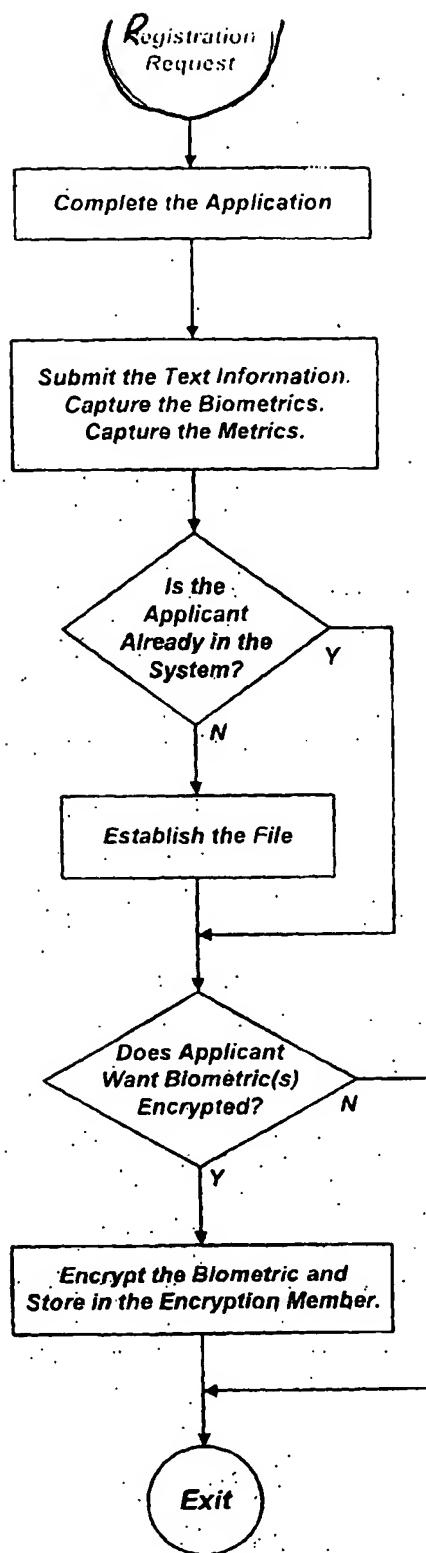 Registration
Request
Complete the Application
Submit the Text Information.
Capture the Biometrics.
Capture the Metrics.
Is the
Applicant
Already in the
System?
Y
N
Establish the File
Does Applicant
Want Biometric(s)
Encrypted?
N
Y
Encrypt the Biometric and
Store in the Encryption Member.
Exit